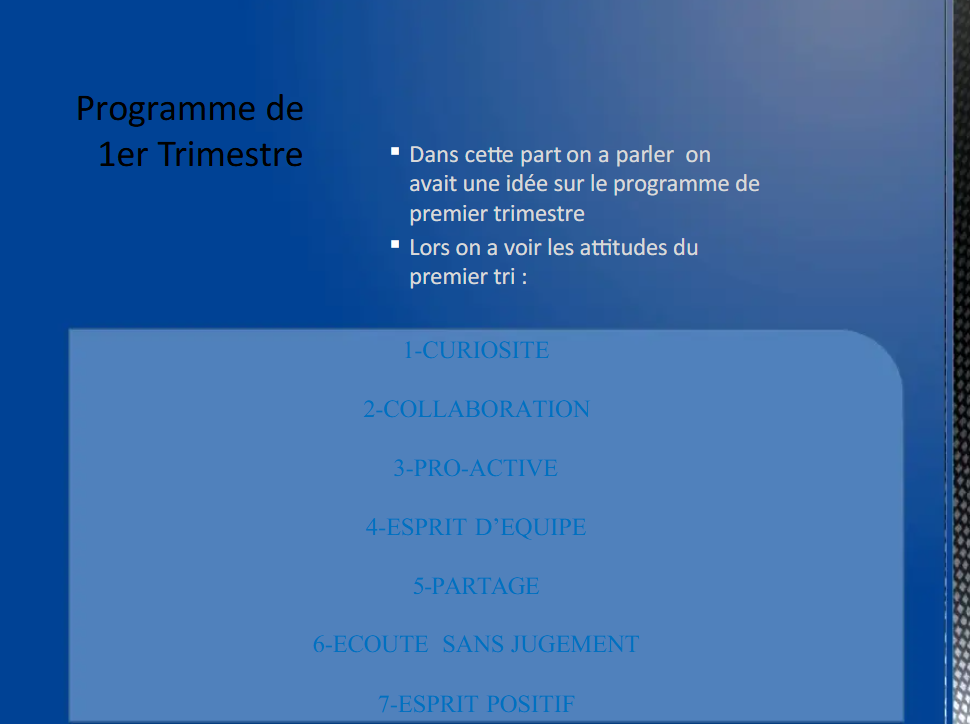 Programme de
1er Trimestre
Dans cette part on a parler  on
avait une idée sur le programme de
premier trimestre
Lors on a voir les attitudes du
premier tri :
1-CURIOSITE
2-COLLABORATION
3-PRO-ACTIVE
4-ESPRIT D’EQUIPE
5-PARTAGE
6-ECOUTE  SANS JUGEMENT
7-ESPRIT POSITIF